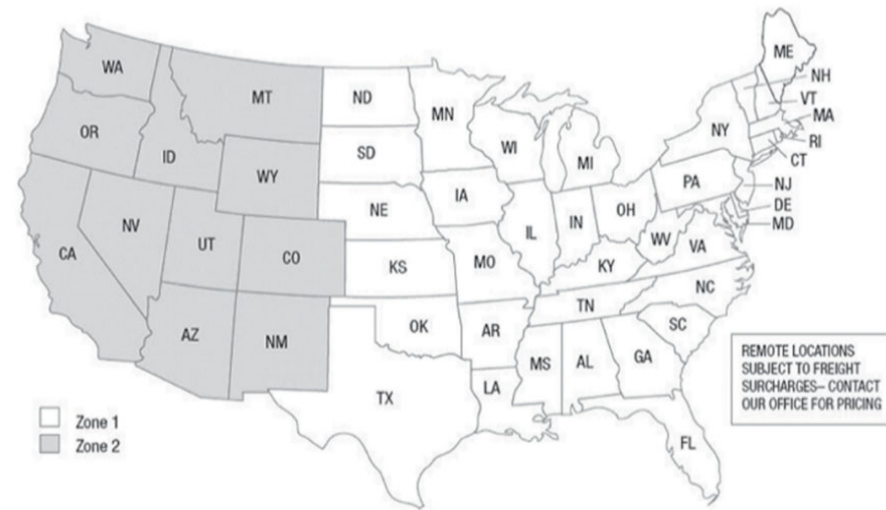 WA
MT
ND
MN
ME
NH
VT
MA
OR
ID
SD
WI
MI
NY
RI
CT
WY
NE
IA
PA
NJ
DE
MD
NV
UT
CO
IL
IN
OH
WV
VA
CA
KS
MO
KY
NC
AZ
NM
OK
AR
TN
SC
TX
LA
MS
AL
GA
FL
REMOTE LOCATIONS
SUBJECT TO FREIGHT
SURCHARGES– CONTACT
OUR OFFICE FOR PRICING
Zone 1
Zone 2